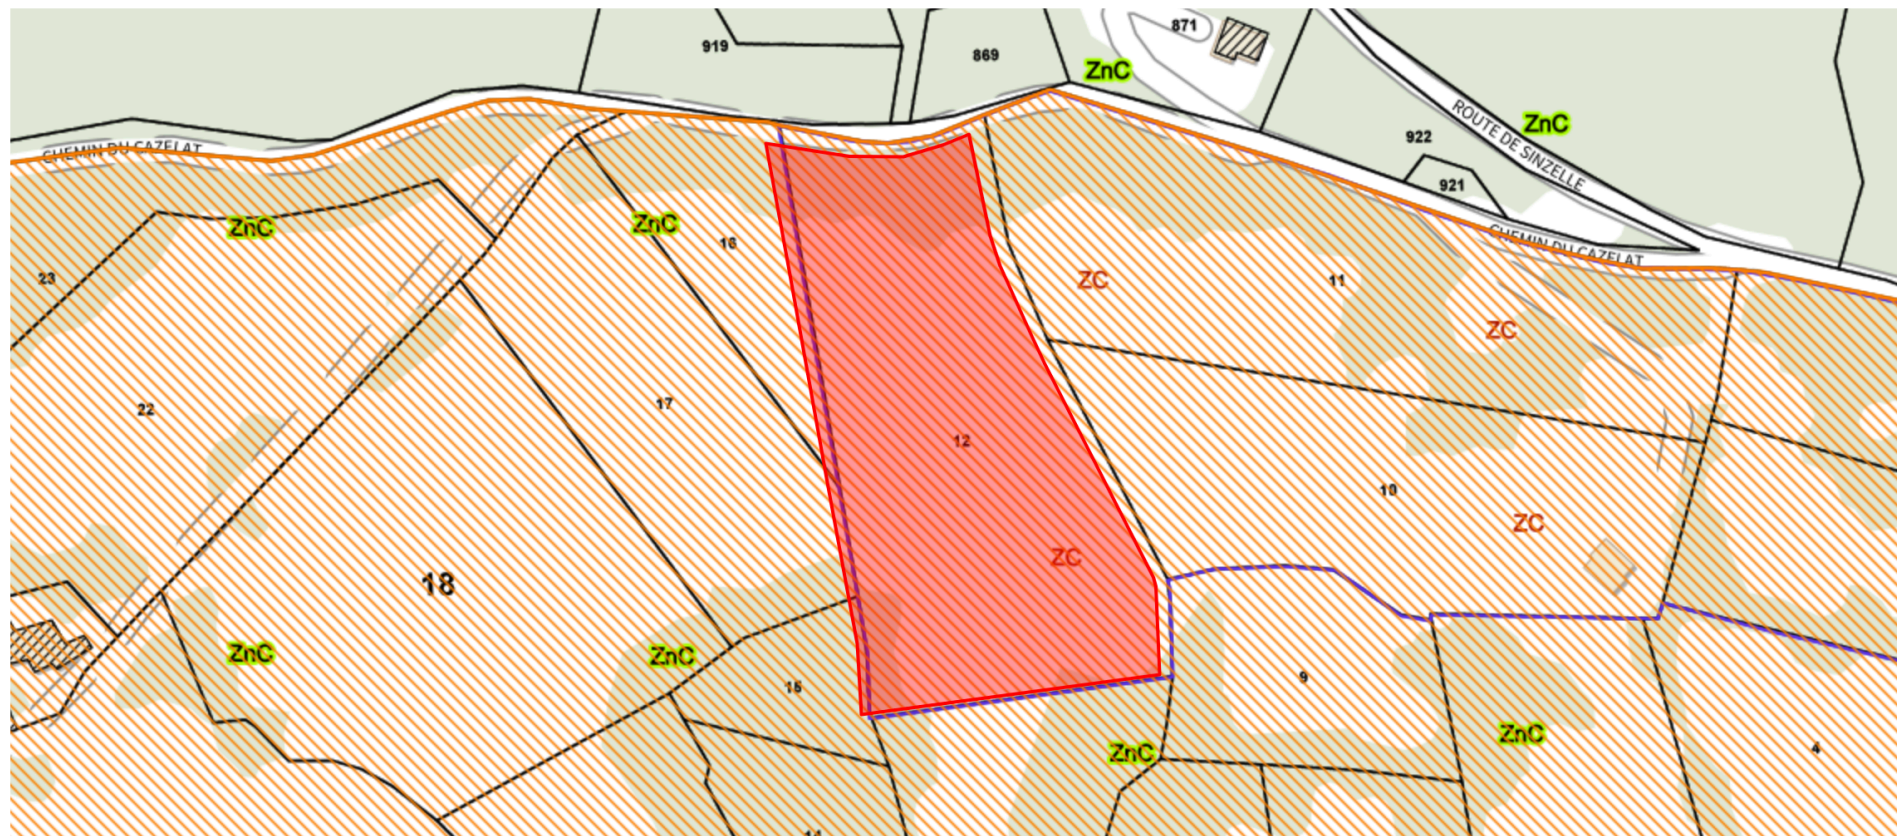 871
919
869
ZnC
ROUTE DE SINZELLE
ZnC
922
CHEMIN DU CAZELAT
921
ZnC
ZnC
16
CHEMIN DU CAZELAT
23
ZC
11
ZC
22
17
12
10
ZC
ZC
18
ZnC
ZnC
15
9
ZnC
ZnC
4
14